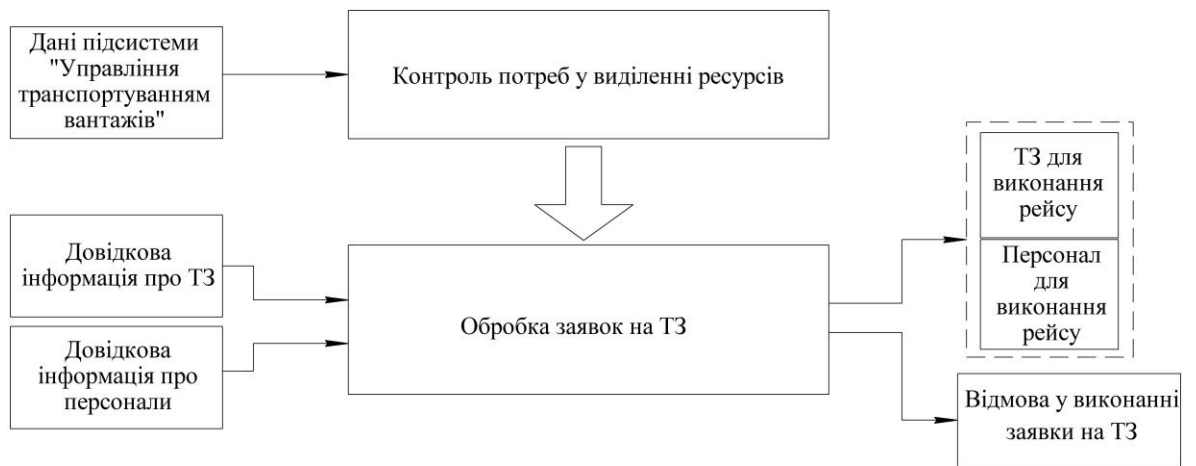 Дані підсистеми
"Управління
транспортуванням
вантажів"
Контроль потреб у виділенні ресурсів
ТЗ для
виконання
рейсу
Персонал для
виконання
рейсу
Довідкова
інформація про ТЗ
Довідкова
інформація про
персонали
Обробка заявок на ТЗ
Відмова у виконанні
заявки на ТЗ